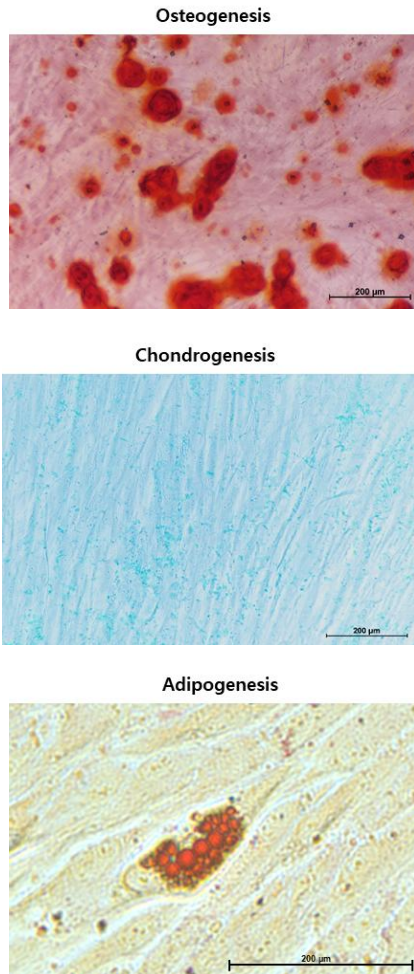 Osteogenesis
200 µm
Chondrogenesis
200 µm
Adipogenesis
200 µm